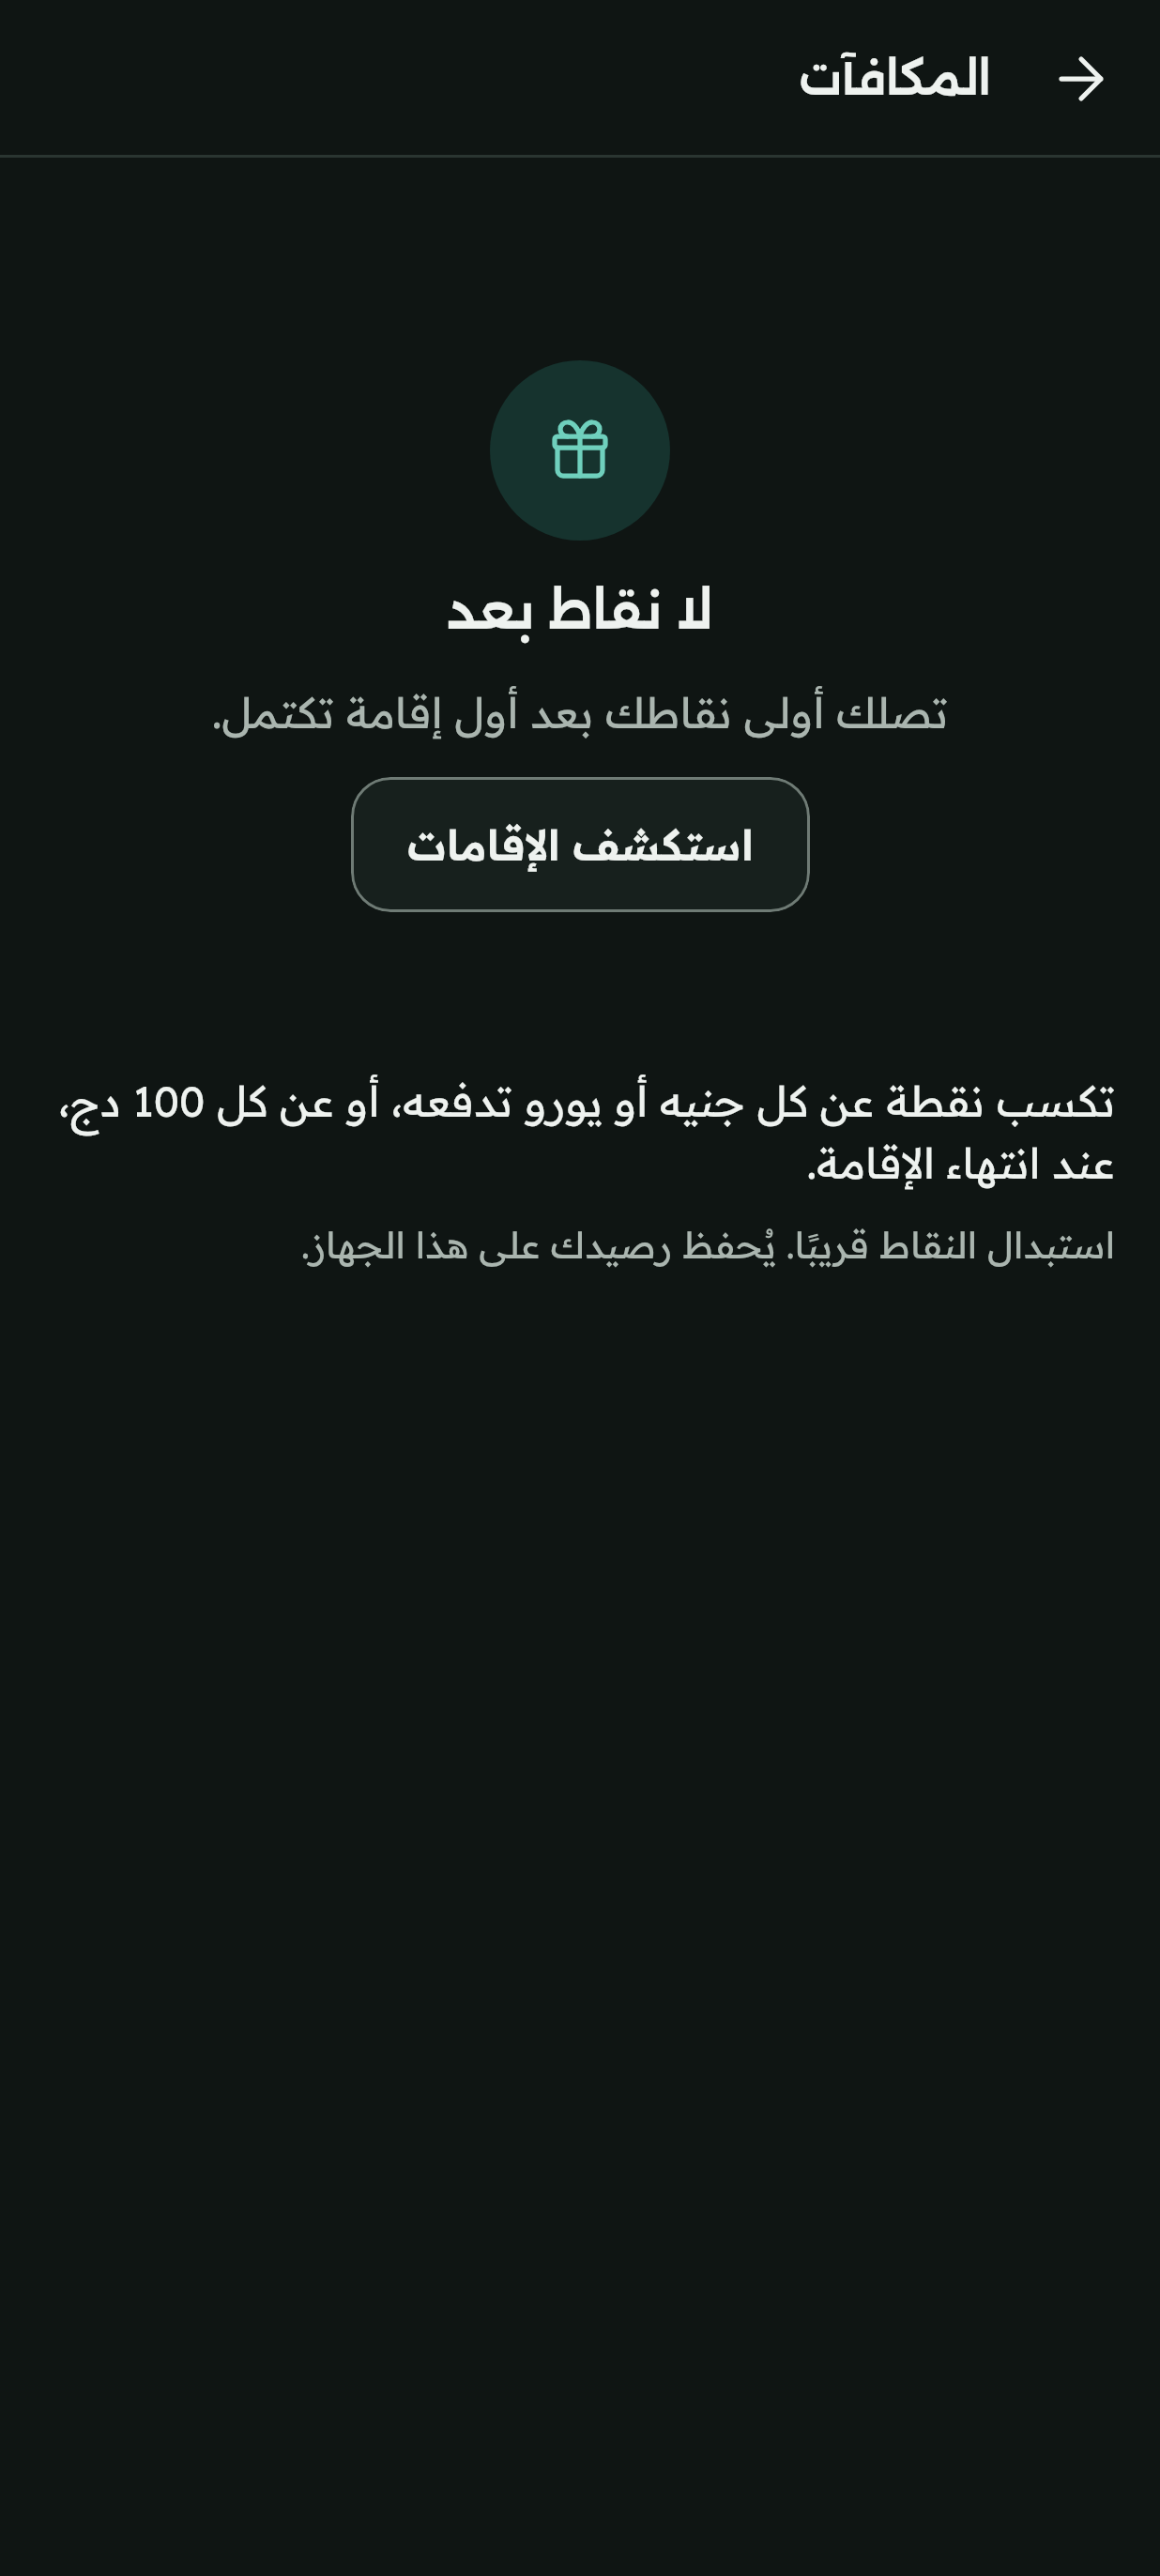 المكافآت
لا نقاط بعد
تصلك أولى نقاطك بعد أول إقامة تكتمل.
استكشف الإقامات
تكسب نقطة عن كل جنيه أو يورو تدفعه، أو عن كل 100 دج،
عند انتهاء الإقامة.
استبدال النقاط قريبًا. يُحفظ رصيدك على هذا الجهاز.